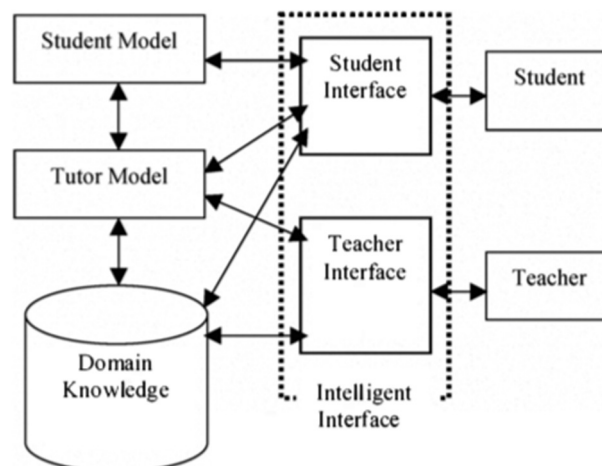 Student Model
Student
Interface
Student
Tutor Model
Teacher
Interface
Teacher
Domain
Knowledge
Intelligent
Interface